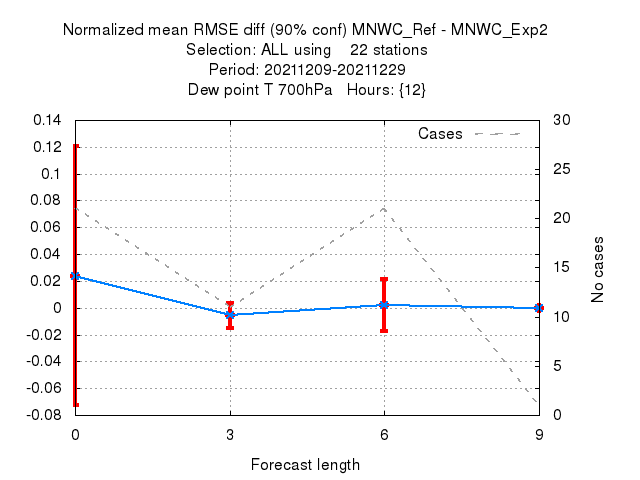 Normalized mean RMSE diff (90% conf) MNWC_Ref - MNWC_Exp2
Selection: ALL using    22 stations
Period: 20211209-20211229
Dew point T 700hPa   Hours: {12}
Cases
0.14
0.12
0.1
0.08
0.06
0.04
0.02
0
-0.02
-0.04
-0.06
-0.08
30
25
20
15
10
5
0
No cases
0 3 6 9
Forecast length